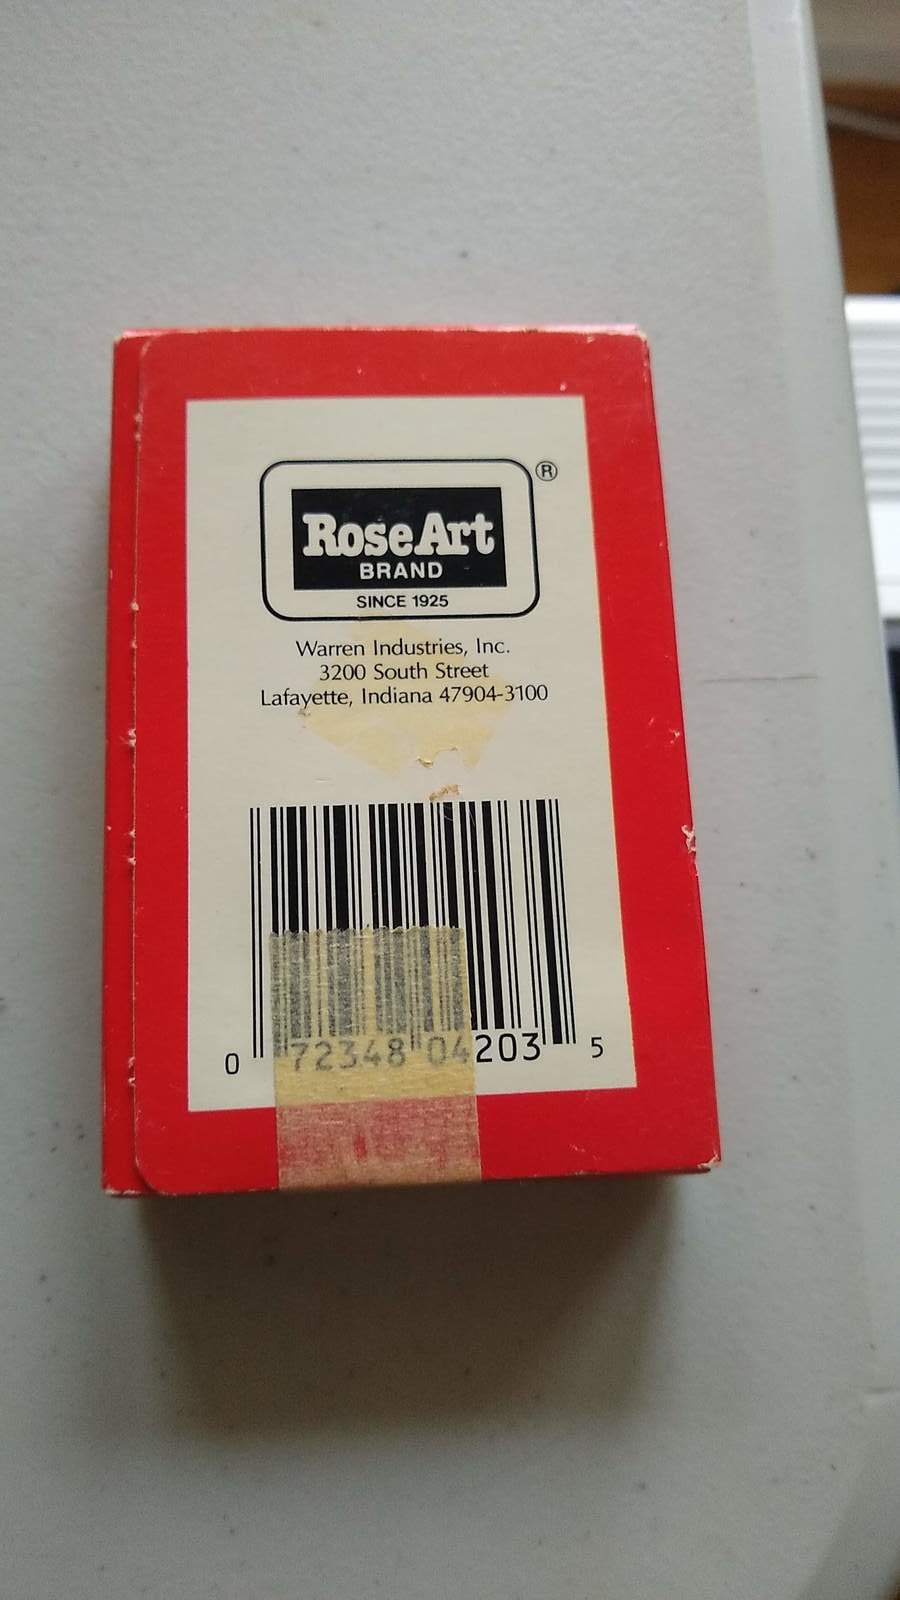 ®
RoseArt
BRAND
SINCE 1925
Warren Industries, Inc.
3200 South Street
Lafayette, Indiana 47904-3100
0 72348 04203 5